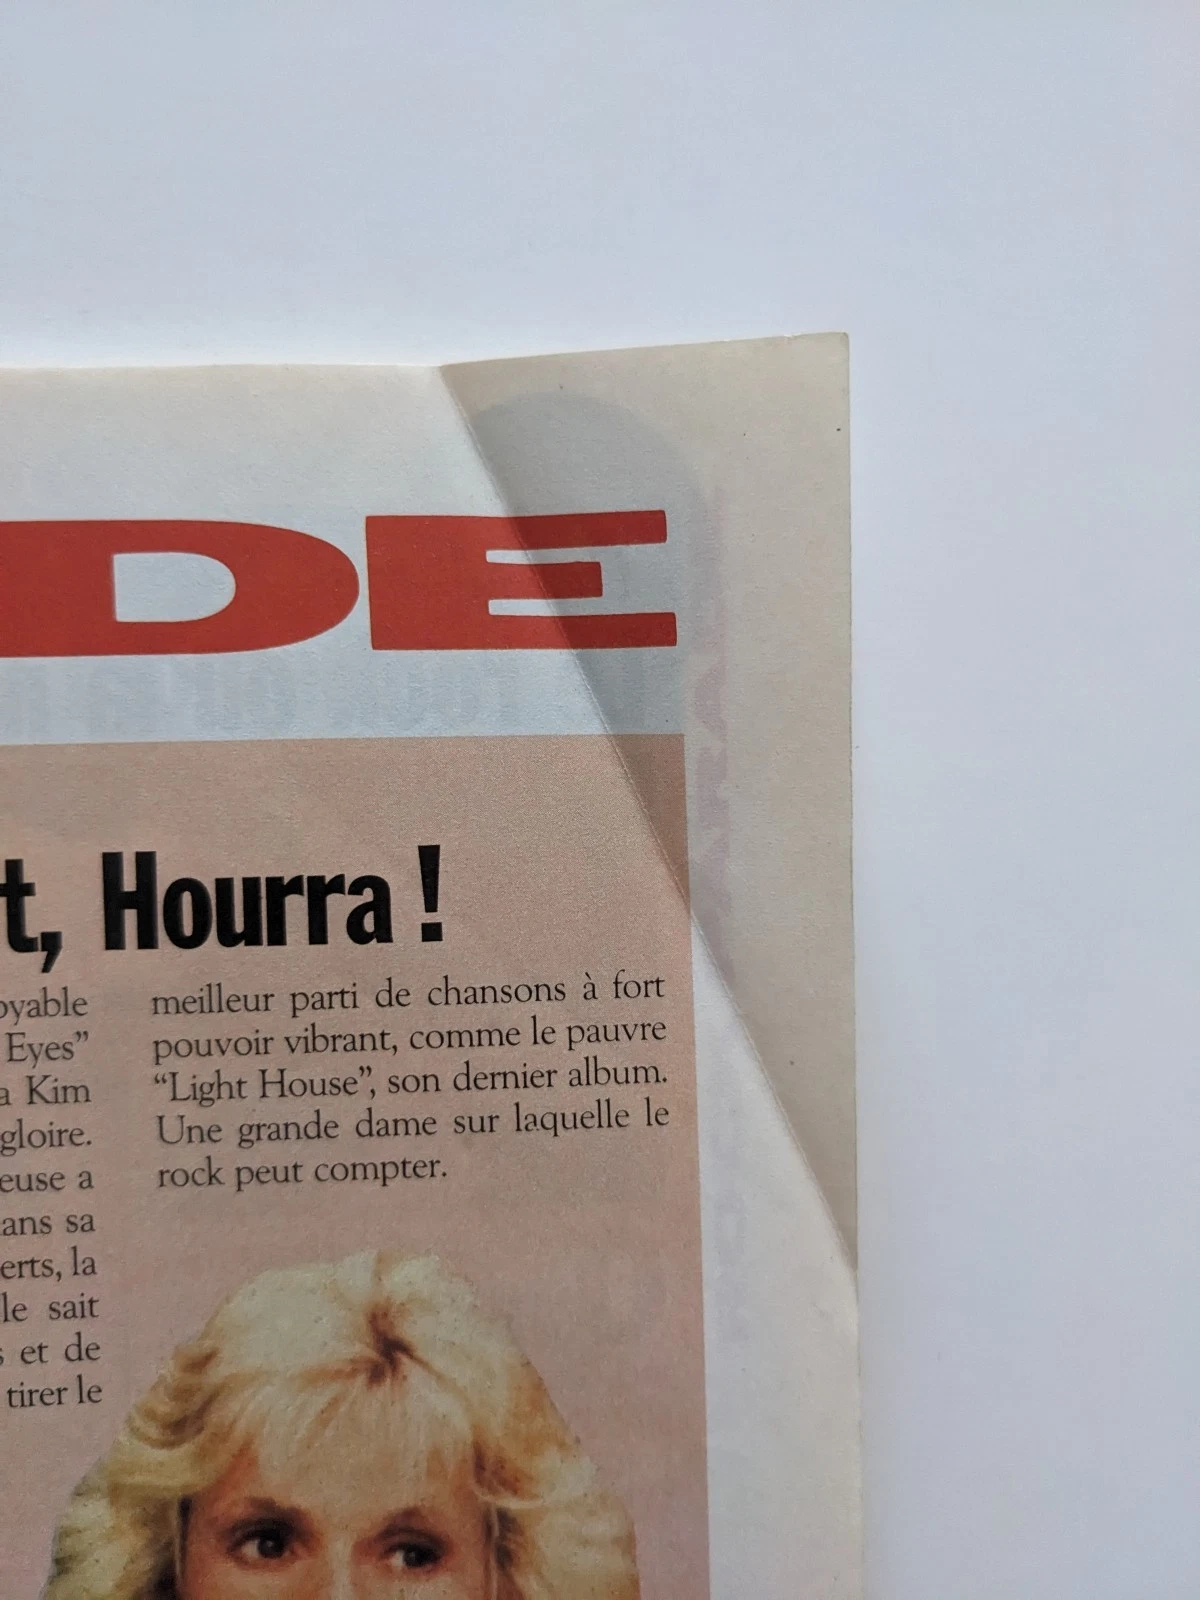 DE
t, Hourra !
oyable
Eyes”
a Kim
gloire.
euse a
ans sa
erts, la
le sait
s et de
tirer le
meilleur parti de chansons à fort
pouvoir vibrant, comme le pauvre
“Light House”, son dernier album.
Une grande dame sur laquelle le
rock peut compter.